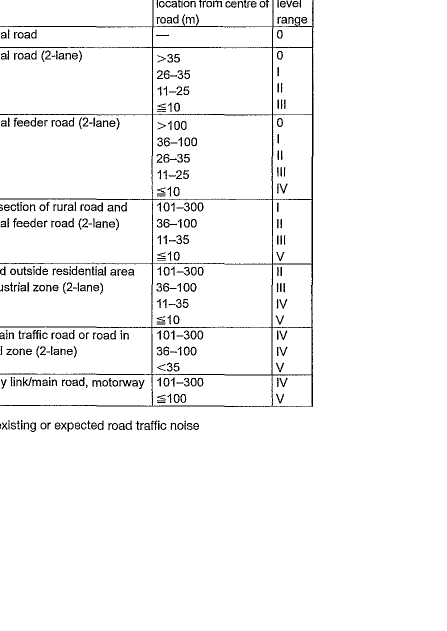 location from centre of level
road (m) range
al road — 0
al road (2-lane) >35 0
26–35 I
11–25 II
≦10 III
al feeder road (2-lane) >100 0
36–100 I
26–35 II
11–25 III
≦10 IV
section of rural road and 101–300 I
al feeder road (2-lane) 36–100 II
11–35 III
≦10 V
d outside residential area 101–300 II
ustrial zone (2-lane) 36–100 III
11–35 IV
≦10 V
ain traffic road or road in 101–300 IV
d zone (2-lane) 36–100 IV
<35 V
y link/main road, motorway 101–300 IV
≦100 V
existing or expected road traffic noise